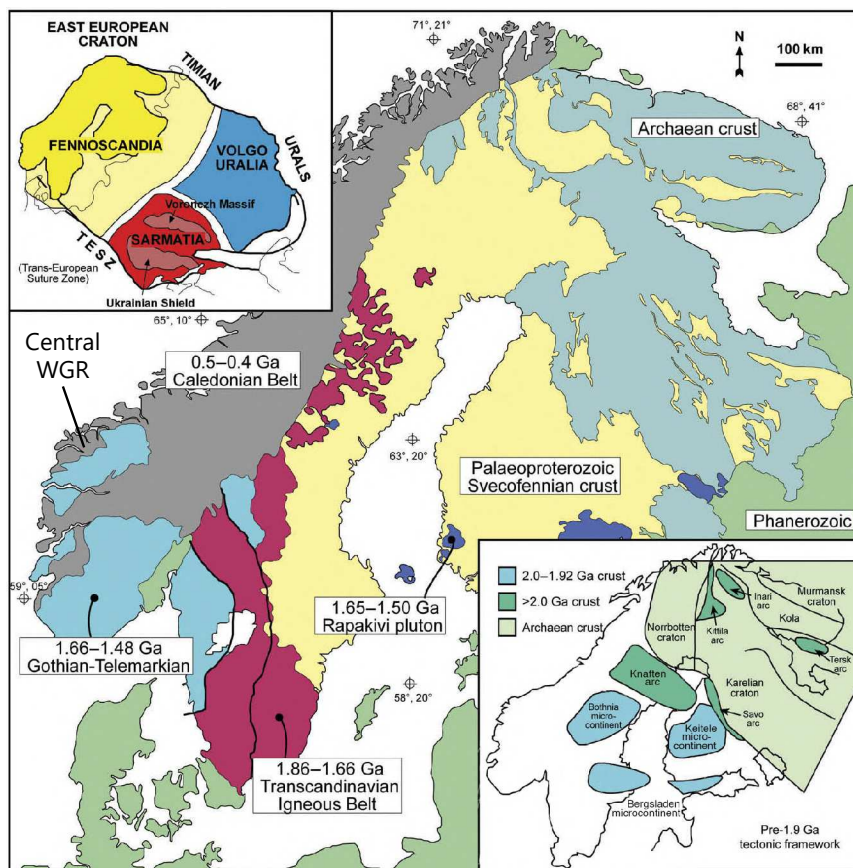 EAST EUROPEAN
CRATON
TIMIAN
FENNOSCANDIA
VOLGO
URALIA
URALS
Voronezh Massif
SARMATIA
TESZ
(Trans-European
Suture Zone)
Ukrainian Shield
71°, 21°
N
100 km
68°, 41°
Archaean crust
65°, 10°
Central
WGR
0.5–0.4 Ga
Caledonian Belt
63°, 20°
Palaeoproterozoic
Svecofennian crust
Phanerozoic
59°, 05°
1.66–1.48 Ga
Gothian-Telemarkian
1.65–1.50 Ga
Rapakivi pluton
58°, 20°
1.86–1.66 Ga
Transcandinavian
Igneous Belt
2.0–1.92 Ga crust
>2.0 Ga crust
Archaean crust
Inari
arc
Murmansk
craton
Norrbotten
craton
Kittila
arc
Kola
Tersk
arc
Knatten
arc
Karelian
craton
Savo
arc
Bothnia
micro-
continent
Keitele
micro-
continent
Bergsladen
microcontinent
Pre-1.9 Ga
tectonic framework